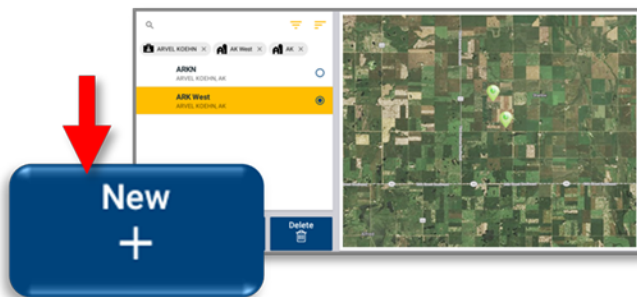 ARVEL KOEHN × AK West × AK ×
ARKN
ARVEL KOEHN, AK
ARK West
ARVEL KOEHN, AK
New
Delete